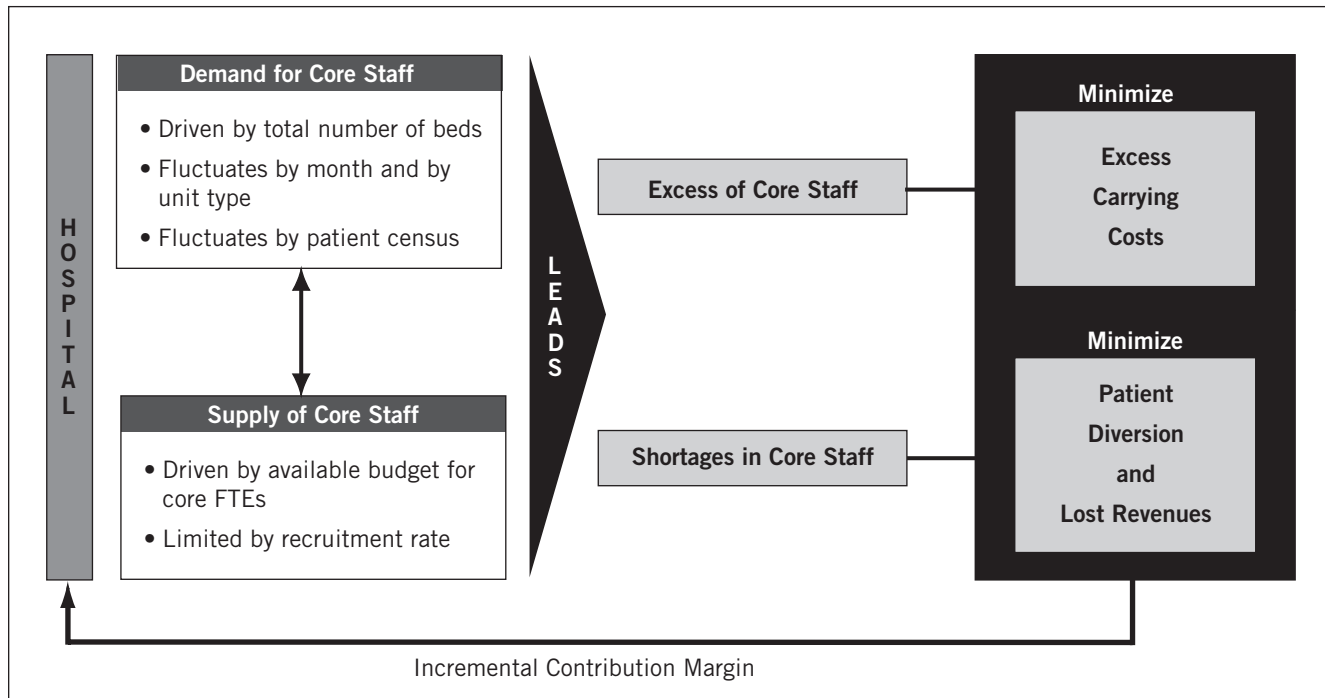 HOSPITAL
Demand for Core Staff
• Driven by total number of beds
• Fluctuates by month and by
unit type
• Fluctuates by patient census
Supply of Core Staff
• Driven by available budget for
core FTEs
• Limited by recruitment rate
LEADS
Excess of Core Staff
Shortages in Core Staff
Minimize
Excess
Carrying
Costs
Minimize
Patient
Diversion
and
Lost Revenues
Incremental Contribution Margin